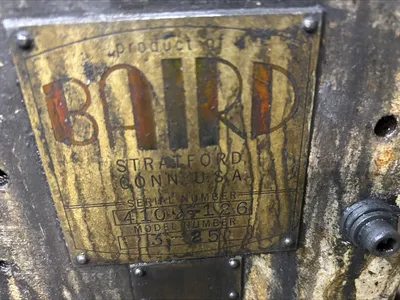 product of
BAIRD
STRATFORD
CONN. U.S.A.
SERIAL NUMBER
MODEL NUMBER